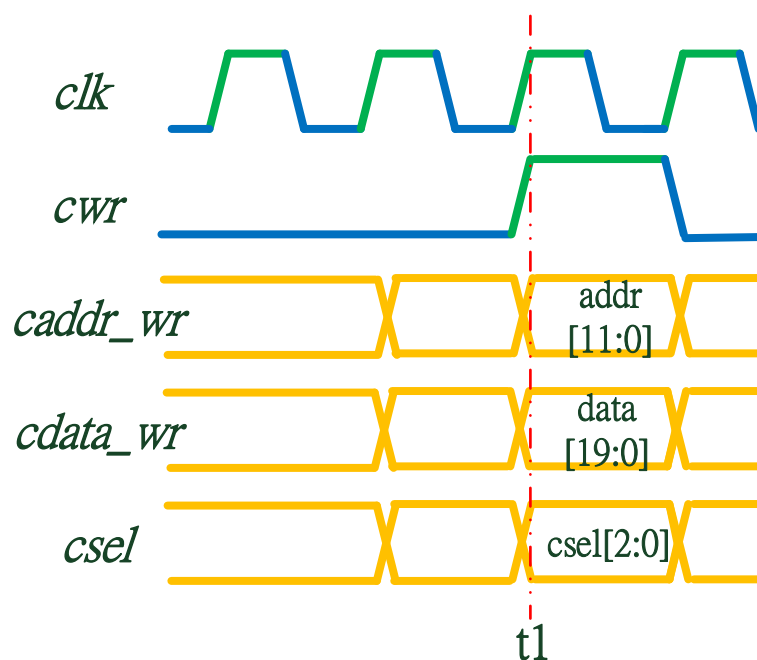 clk
cwr
caddr_wr
addr
[11:0]
cdata_wr
data
[19:0]
csel
csel[2:0]
t1